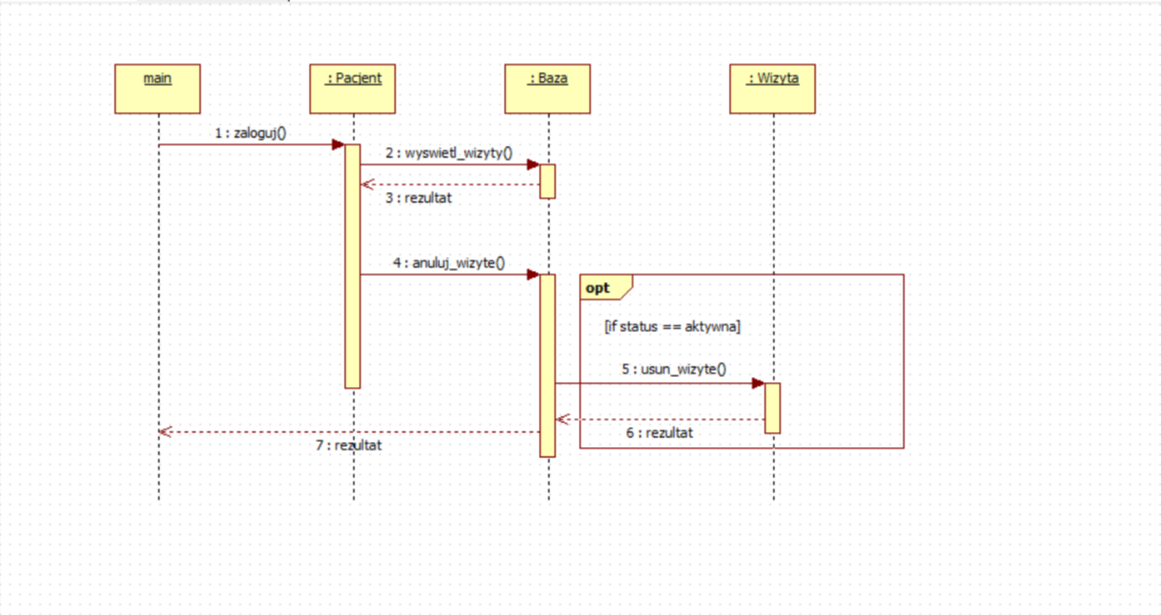 main
: Pacjent
: Baza
: Wizyta
1 : zaloguj()
2 : wyswietl_wizyty()
3 : rezultat
4 : anuluj_wizyte()
opt
[if status == aktywna]
5 : usun_wizyte()
6 : rezultat
7 : rezultat